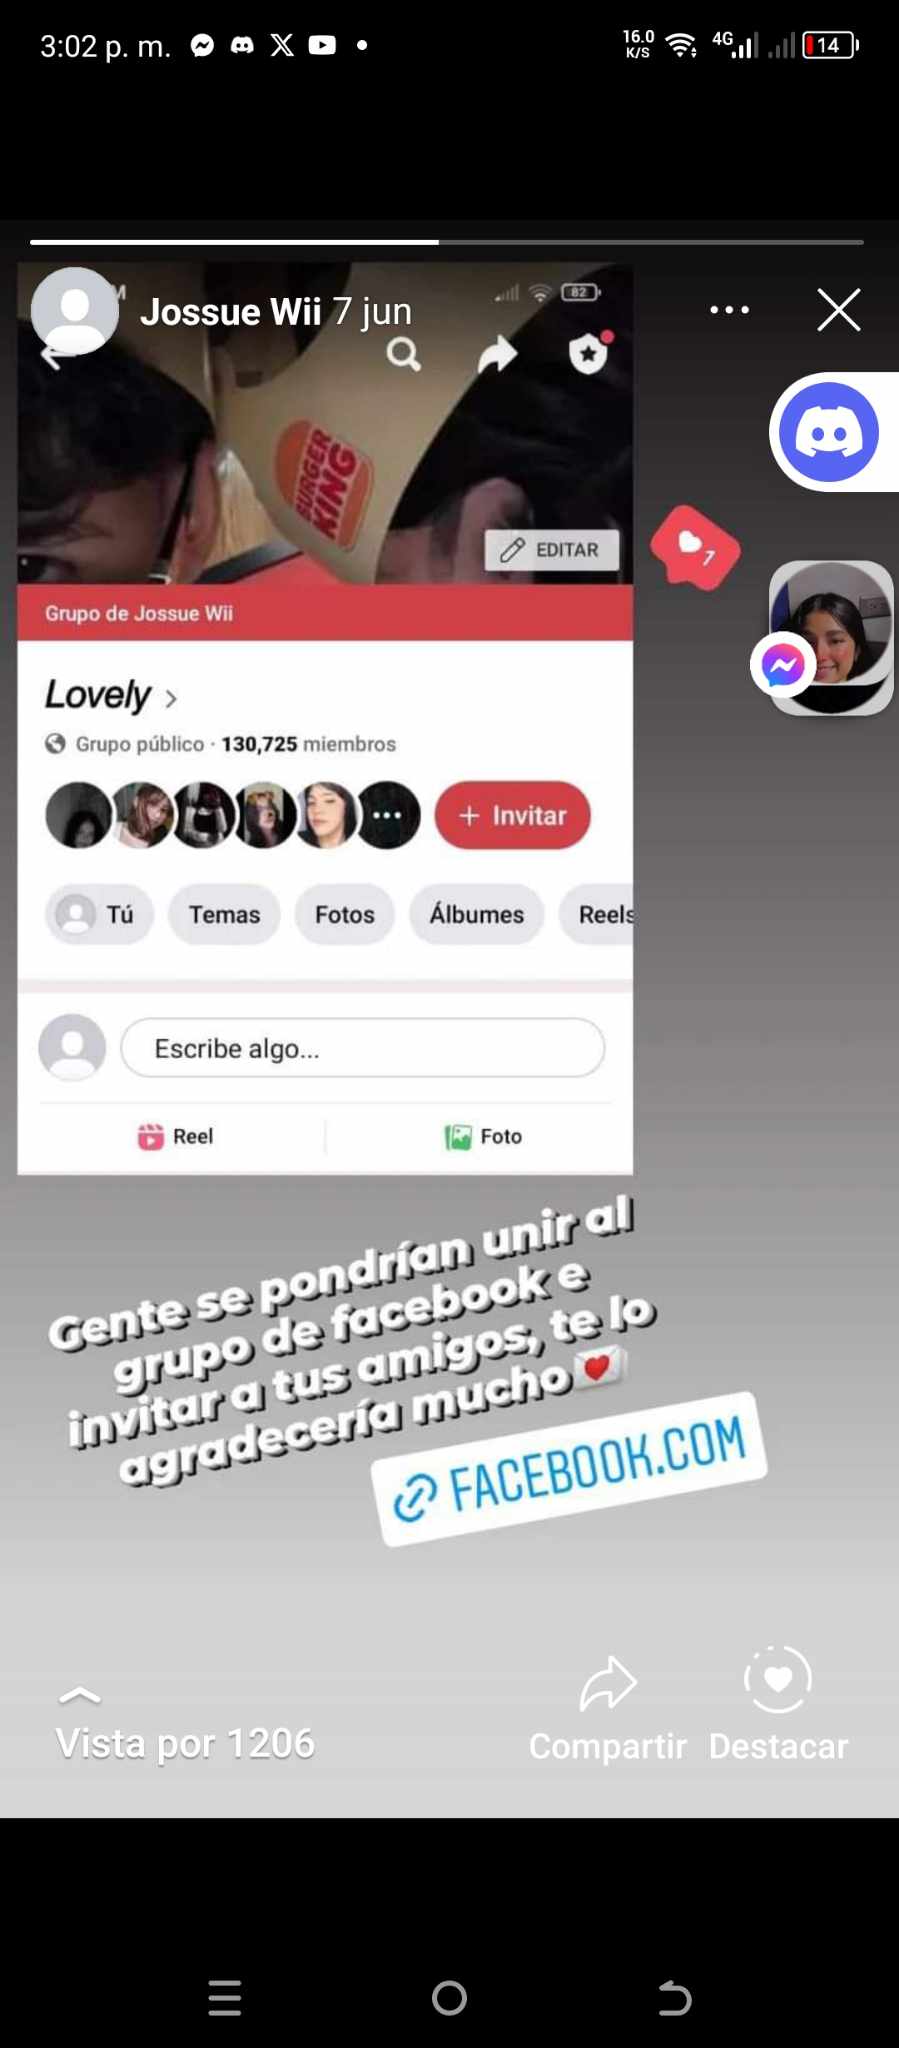 3:02 p. m.
16.0
K/S
4G
14
82
Jossue Wii 7 jun
BURGER
KING
EDITAR
1
Grupo de Jossue Wii
Lovely >
Grupo público · 130,725 miembros
+ Invitar
Tú
Temas
Fotos
Álbumes
Reels
Escribe algo...
Reel
Foto
Gente se pondrían unir al
grupo de facebook e
invitar a tus amigos, te lo
agradecería mucho💌
FACEBOOK.COM
Vista por 1206
Compartir
Destacar